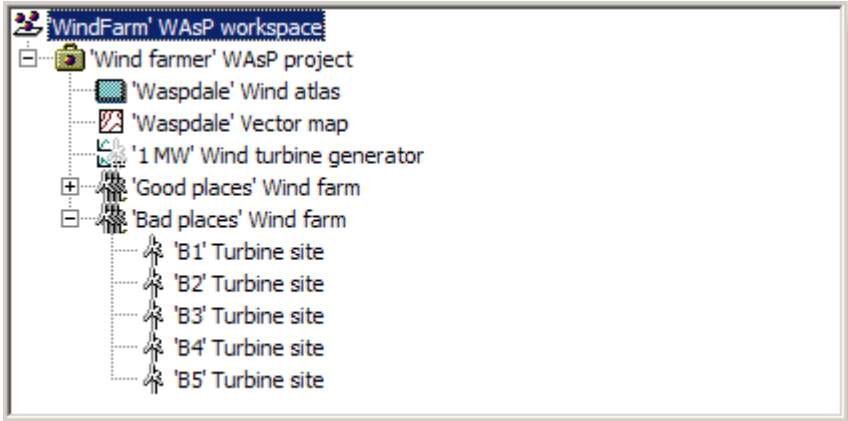 'WindFarm' WAsP workspace
'Wind farmer' WAsP project
'Waspdale' Wind atlas
'Waspdale' Vector map
'1 MW' Wind turbine generator
'Good places' Wind farm
'Bad places' Wind farm
'B1' Turbine site
'B2' Turbine site
'B3' Turbine site
'B4' Turbine site
'B5' Turbine site